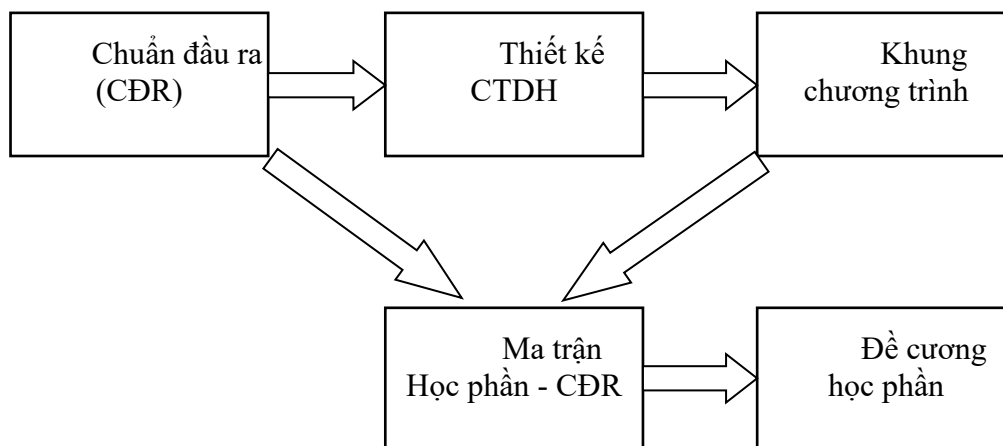 Chuẩn đầu ra
(CĐR)
Thiết kế
CTDH
Khung
chương trình
Ma trận
Học phần - CĐR
Đề cương
học phần